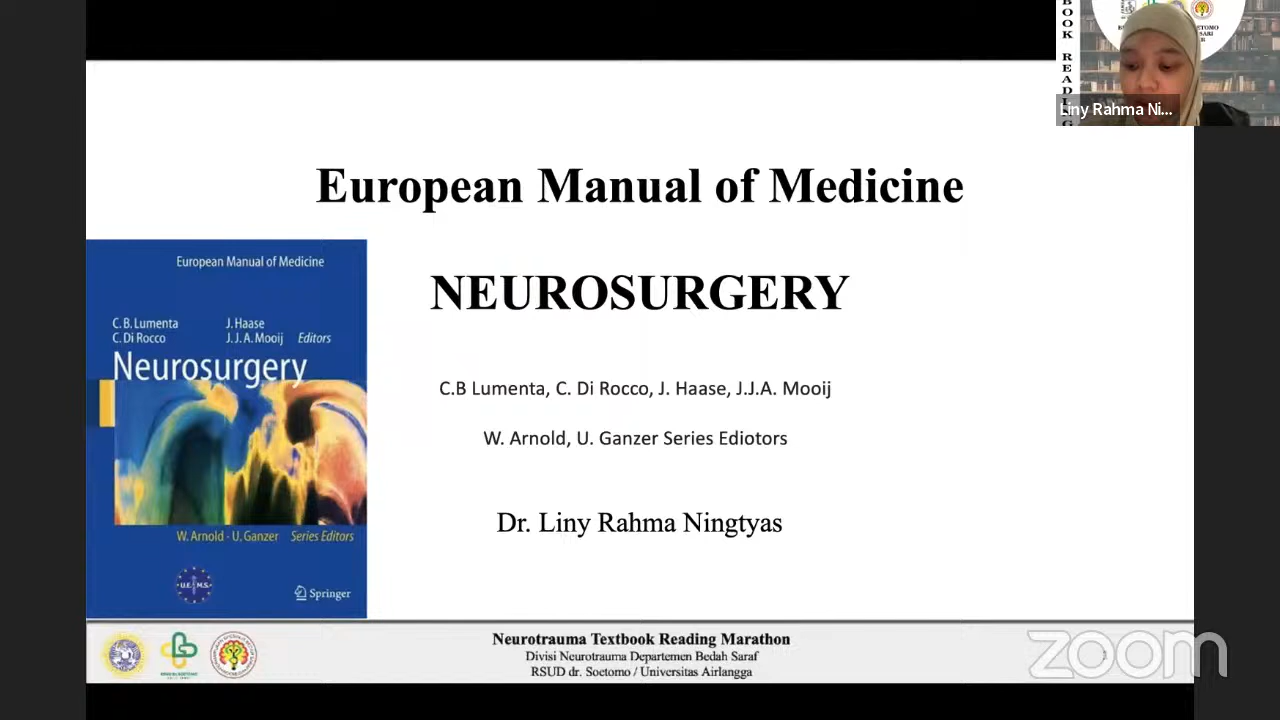 European Manual of Medicine
NEUROSURGERY
C.B Lumenta, C. Di Rocco, J. Haase, J.J.A. Mooij
W. Arnold, U. Ganzer Series Ediotors
Dr. Liny Rahma Ningtyas
European Manual of Medicine
C. B. Lumenta J. Haase
C. Di Rocco J. J. A. Mooij Editors
Neurosurgery
W. Arnold - U. Ganzer Series Editors
U.E.M.S.
Springer
Neurotrauma Textbook Reading Marathon
Divisi Neurotrauma Departemen Bedah Saraf
RSUD dr. Soetomo / Universitas Airlangga
zoom
BOOK READING
Liny Rahma Ni...